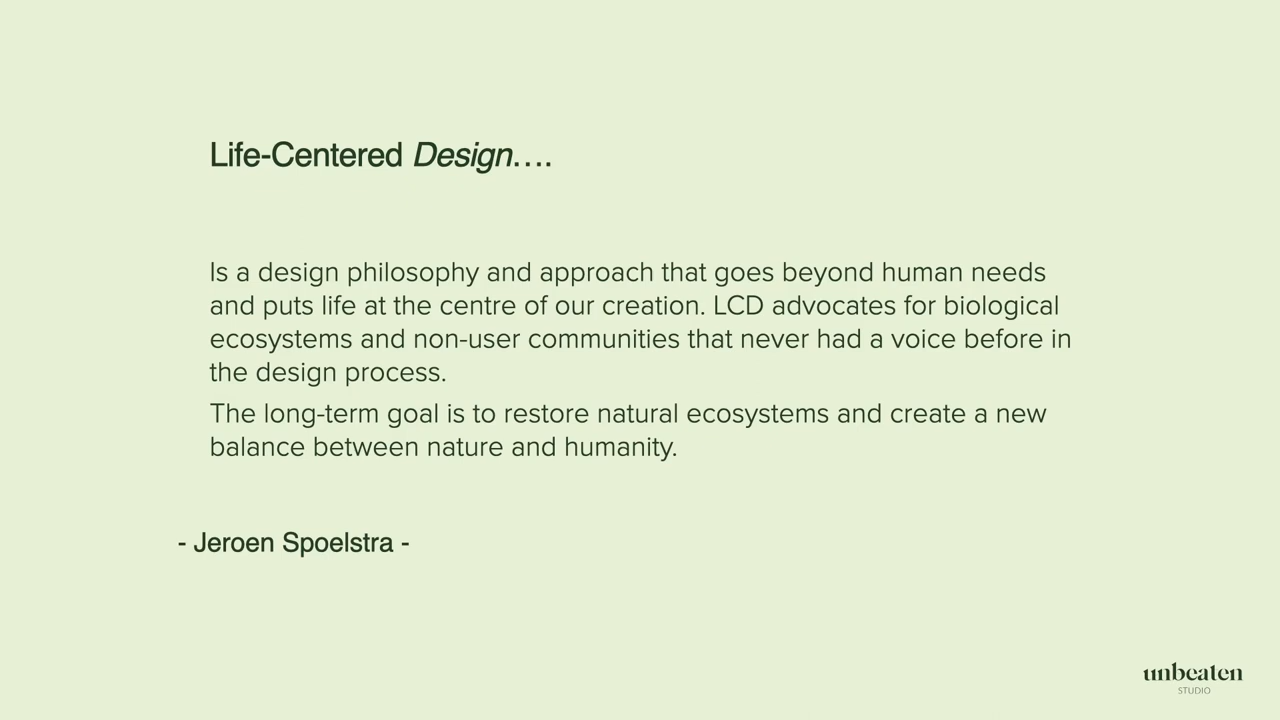 Life-Centered Design....
Is a design philosophy and approach that goes beyond human needs
and puts life at the centre of our creation. LCD advocates for biological
ecosystems and non-user communities that never had a voice before in
the design process.
The long-term goal is to restore natural ecosystems and create a new
balance between nature and humanity.
- Jeroen Spoelstra -
unbeaten
STUDIO